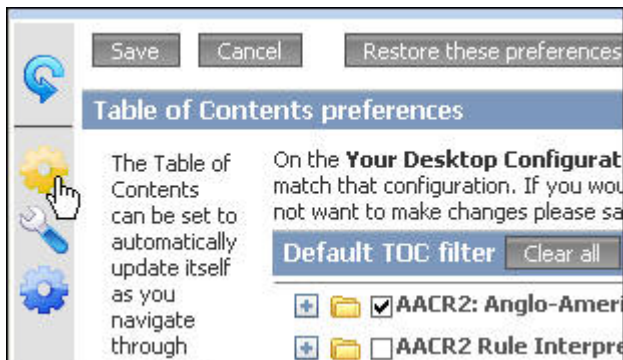 Save Cancel Restore these preferences
Table of Contents preferences
The Table of
Contents
can be set to
automatically
update itself
as you
navigate
through
On the Your Desktop Configurat
match that configuration. If you wou
not want to make changes please sa
Default TOC filter Clear all
AACR2: Anglo-Ameri
AACR2 Rule Interpre